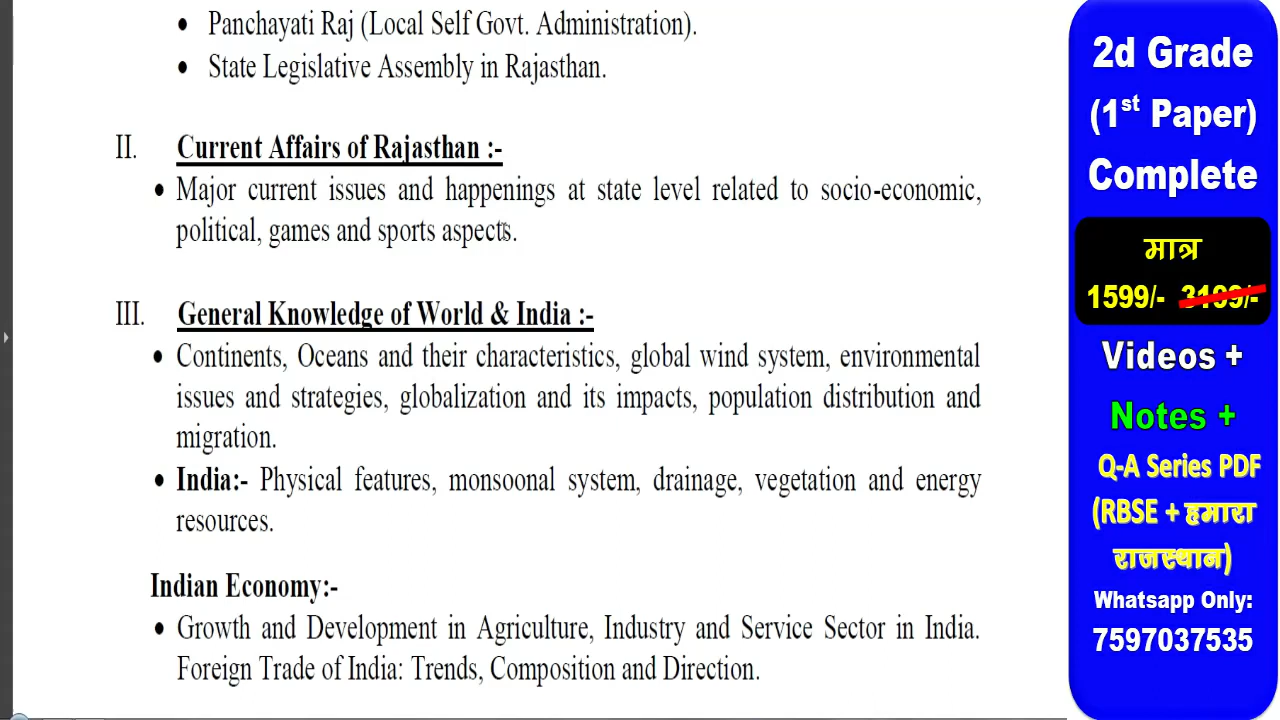 • Panchayati Raj (Local Self Govt. Administration).
• State Legislative Assembly in Rajasthan.
II. Current Affairs of Rajasthan :-
• Major current issues and happenings at state level related to socio-economic,
political, games and sports aspects.
III. General Knowledge of World & India :-
• Continents, Oceans and their characteristics, global wind system, environmental
issues and strategies, globalization and its impacts, population distribution and
migration.
• India:- Physical features, monsoonal system, drainage, vegetation and energy
resources.
Indian Economy:-
• Growth and Development in Agriculture, Industry and Service Sector in India.
Foreign Trade of India: Trends, Composition and Direction.
2d Grade
(1st Paper)
Complete
मात्र
1599/- 3199/-
Videos +
Notes +
Q-A Series PDF
(RBSE + हमारा
राजस्थान)
Whatsapp Only:
7597037535